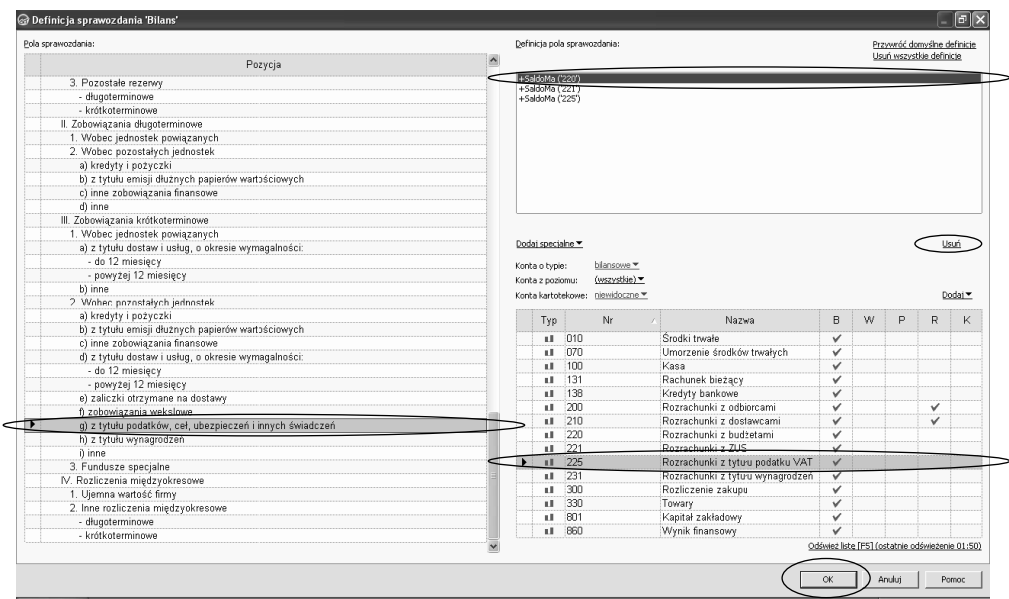 Definicja sprawozdania 'Bilans'
Pola sprawozdania:
Pozycja
3. Pozostałe rezerwy
- długoterminowe
- krótkoterminowe
II. Zobowiązania długoterminowe
1. Wobec jednostek powiązanych
2. Wobec pozostałych jednostek
a) kredyty i pożyczki
b) z tytułu emisji dłużnych papierów wartościowych
c) inne zobowiązania finansowe
d) inne
III. Zobowiązania krótkoterminowe
1. Wobec jednostek powiązanych
a) z tytułu dostaw i usług, o okresie wymagalności:
- do 12 miesięcy
- powyżej 12 miesięcy
b) inne
2. Wobec pozostałych jednostek
a) kredyty i pożyczki
b) z tytułu emisji dłużnych papierów wartościowych
c) inne zobowiązania finansowe
d) z tytułu dostaw i usług, o okresie wymagalności:
- do 12 miesięcy
- powyżej 12 miesięcy
e) zaliczki otrzymane na dostawy
f) zobowiązania wekslowe
g) z tytułu podatków, ceł, ubezpieczeń i innych świadczeń
h) z tytułu wynagrodzeń
i) inne
3. Fundusze specjalne
IV. Rozliczenia międzyokresowe
1. Ujemna wartość firmy
2. Inne rozliczenia międzyokresowe
- długoterminowe
- krótkoterminowe
Definicja pola sprawozdania:
Przywróć domyślne definicje
Usuń wszystkie definicje
+SaldoMa ('220')
+SaldoMa ('221')
+SaldoMa ('225')
Dodaj specjalne
Usuń
Konta o typie: bilansowe
Konta z poziomu: (wszystkie)
Konta kartotekowe: niewidoczne
Dodaj
Typ Nr Nazwa B W P R K
010 Środki trwałe
070 Umorzenie środków trwałych
100 Kasa
131 Rachunek bieżący
138 Kredyty bankowe
200 Rozrachunki z odbiorcami
210 Rozrachunki z dostawcami
220 Rozrachunki z budżetami
221 Rozrachunki z ZUS
225 Rozrachunki z tytułu podatku VAT
231 Rozrachunki z tytułu wynagrodzeń
300 Rozliczenie zakupu
330 Towary
801 Kapitał zakładowy
860 Wynik finansowy
Odśwież listę [F5] (ostatnie odświeżenie 01:50)
OK Anuluj Pomoc